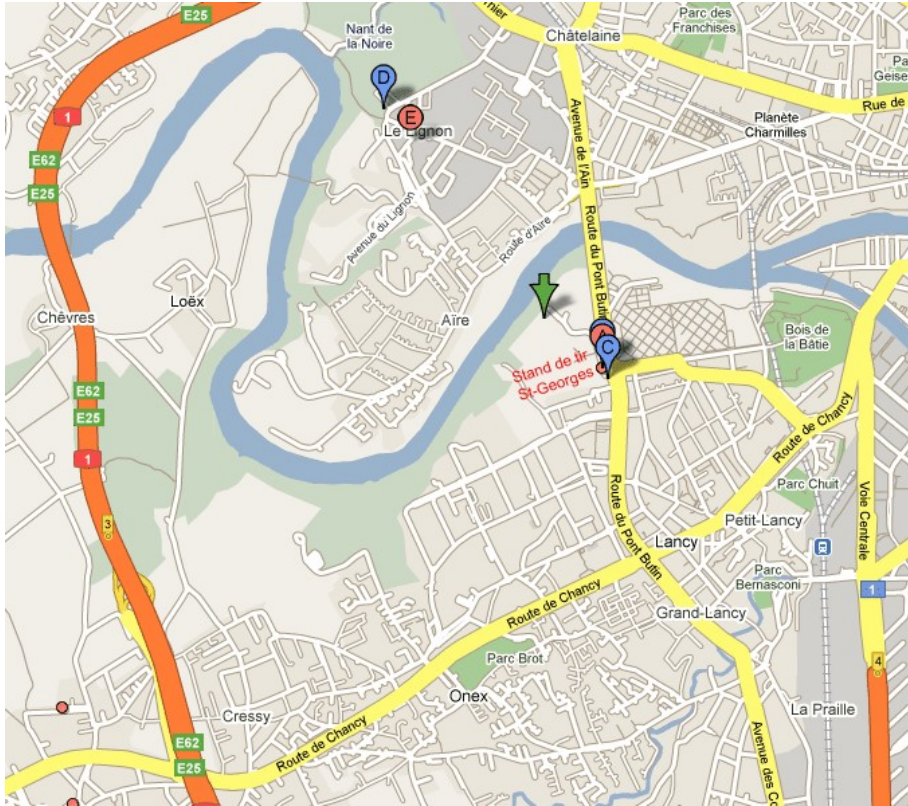 E25
Nant de
la Noire
Parc des
Franchises
Châtelaine
Parc
Geise
Rue de
D
E
Le Lignon
1
E62
E25
Avenue de l'Ain
Planète
Charmilles
Avenue du Lignon
Route d'Aïre
Route du Pont Butin
Loëx
Chêvres
Aïre
Bois de
la Bâtie
C
Stand de tir
St-Georges
E62
E25
1
3
Route de Chancy
Parc Chuit
Voie Centrale
Petit-Lancy
Lancy
Route du Pont Butin
Parc
Bernasconi
1
Route de Chancy
Grand-Lancy
Parc Brot
Onex
4
La Praille
Cressy
Route de Chancy
E62
E25
Avenue des Co